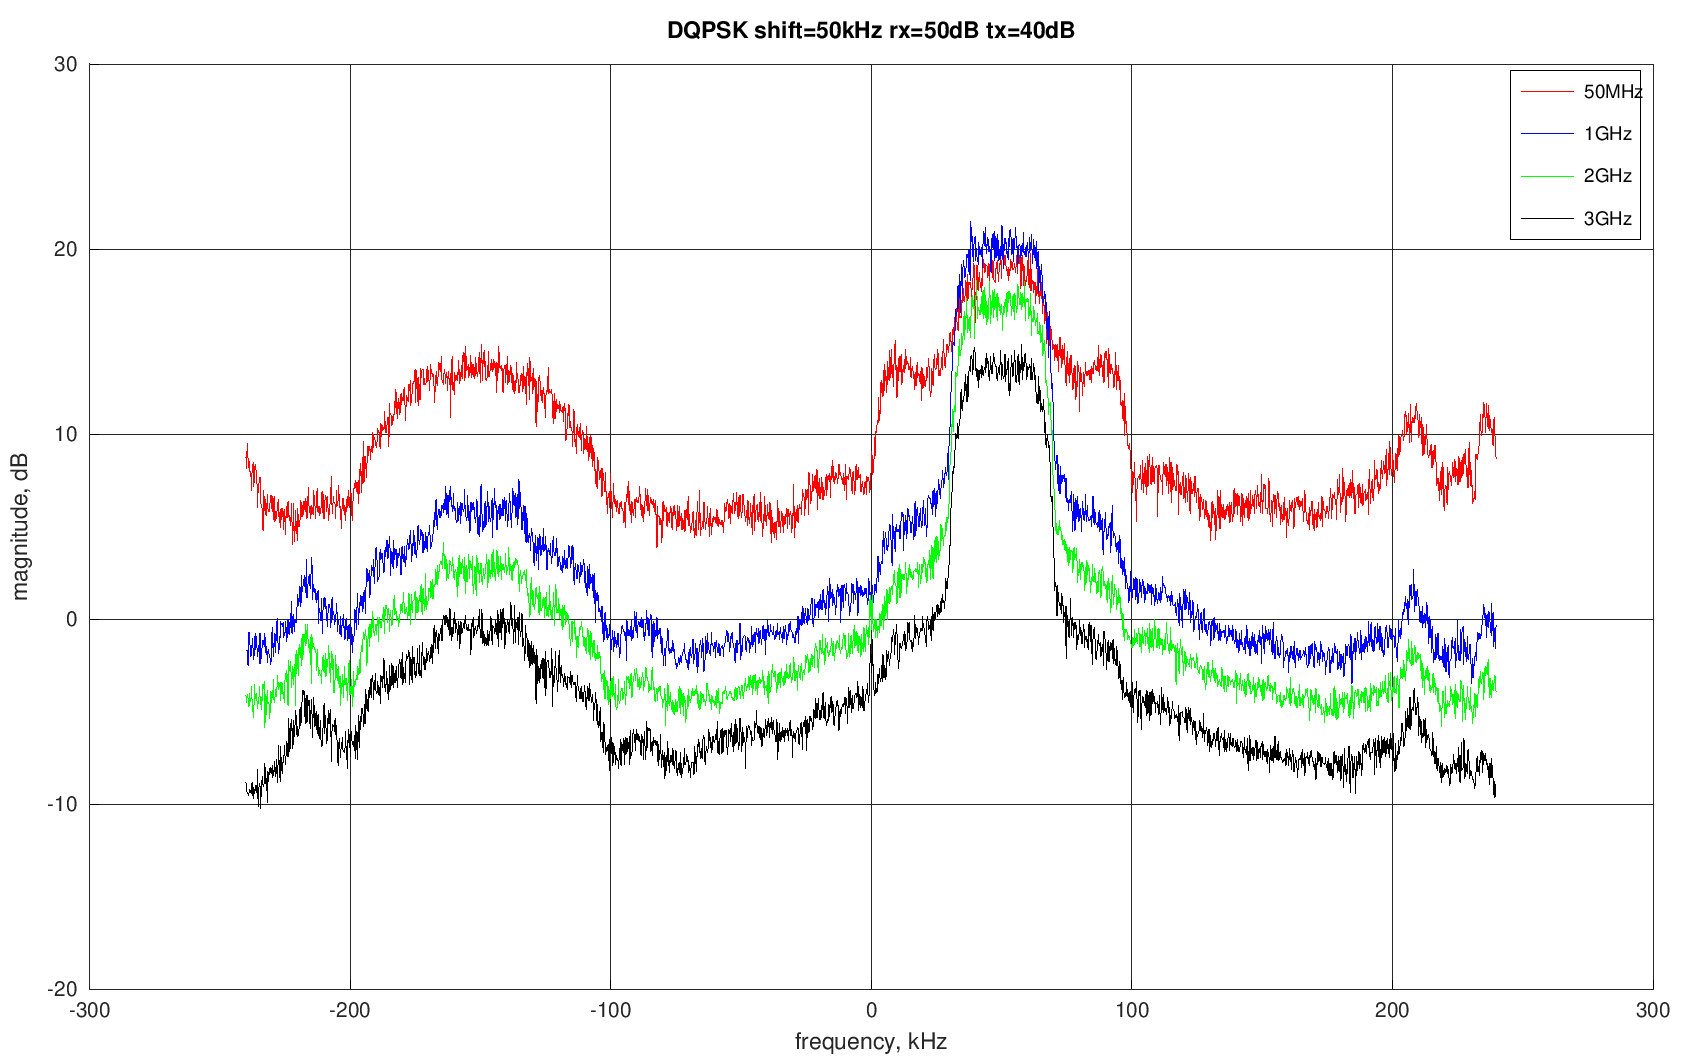 DQPSK shift=50kHz rx=50dB tx=40dB
30
20
10
0
-10
-20
magnitude, dB
-300
-200
-100
0
100
200
300
frequency, kHz
50MHz
1GHz
2GHz
3GHz